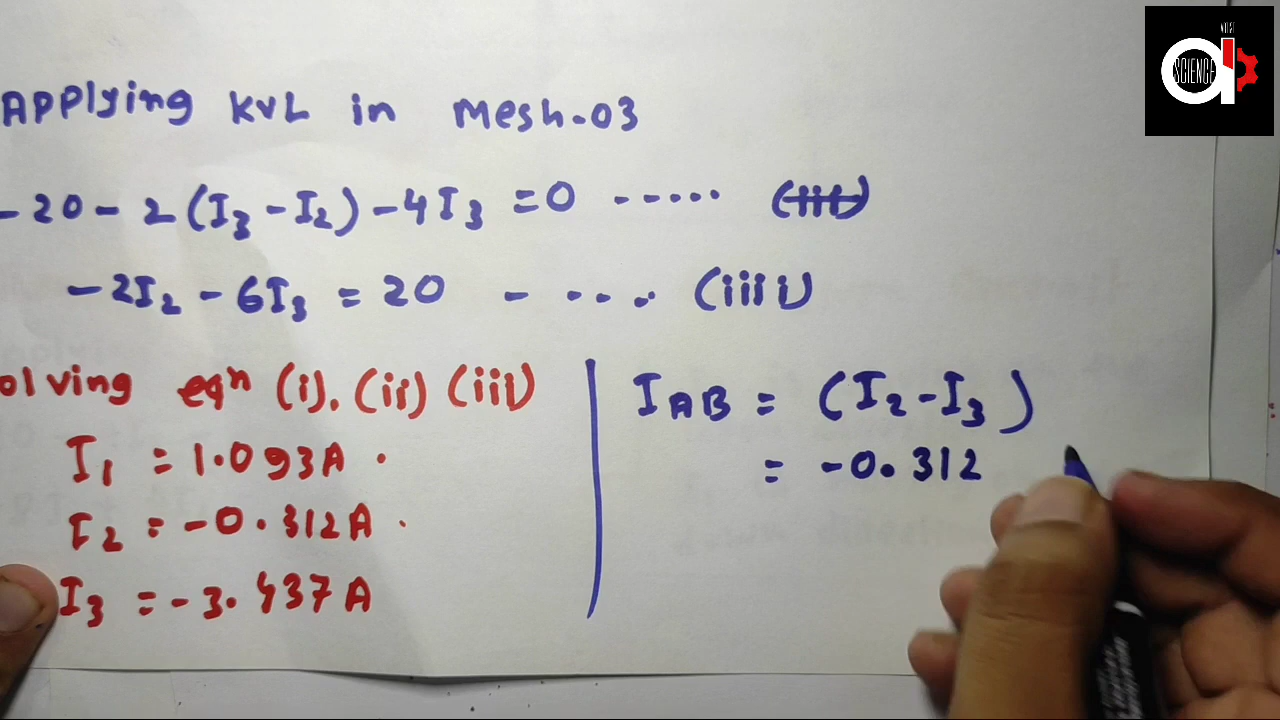 APPlying KVL in Mesh-03
-20-2(I3-I2)-4I3=0 ..... (iii)
-2I2-6I3=20 - .... (iii)
olving eqn (i). (ii) (iii)
I1 = 1.093A .
I2 = -0.312A .
I3 = -3.437A
IAB = (I2-I3)
= -0.312
SCIENCE